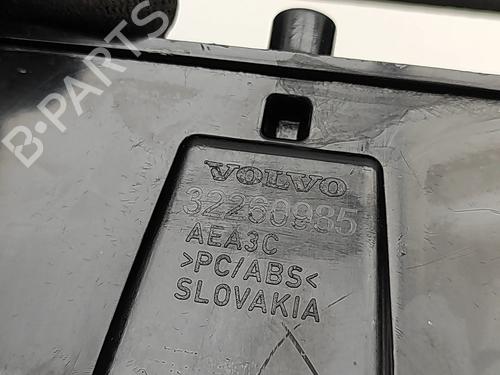 B-PARTS
VOLVO
32260985
AEA3C
>PC/ABS<
SLOVAKIA